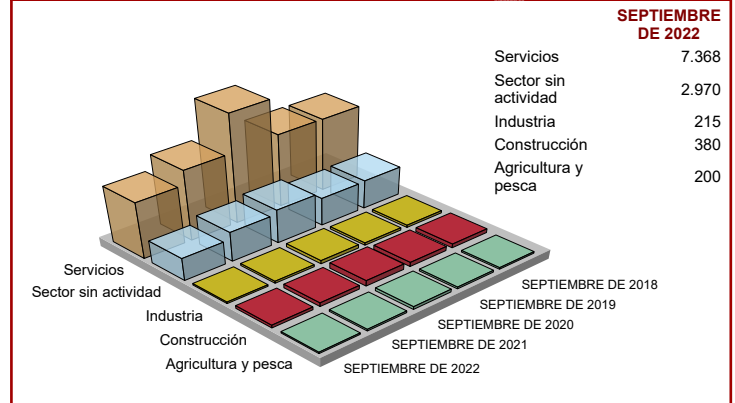 SEPTIEMBRE
DE 2022
Servicios 7.368
Sector sin
actividad 2.970
Industria 215
Construcción 380
Agricultura y
pesca 200
Servicios
Sector sin actividad
Industria
Construcción
Agricultura y pesca
SEPTIEMBRE DE 2018
SEPTIEMBRE DE 2019
SEPTIEMBRE DE 2020
SEPTIEMBRE DE 2021
SEPTIEMBRE DE 2022